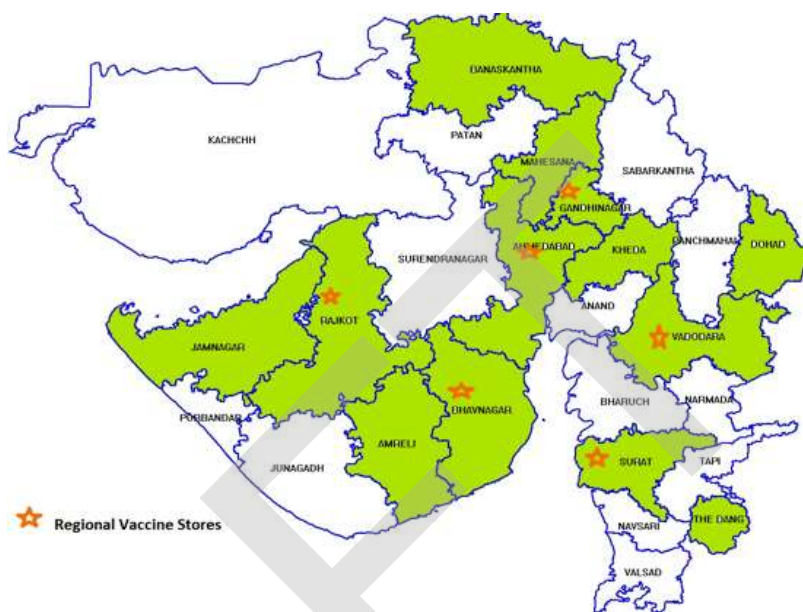 DANASKANTHA
KACHCHH
PATAN
MAHESANA
SABARKANTHA
GANDHINAGAR
AHMEDABAD
KHEDA
PANCHMAHAL
DOHAD
SURENDRANAGAR
ANAND
RAJKOT
JAMNAGAR
VADODARA
PORBANDAR
BHAVNAGAR
BHARUCH
NARMADA
AMRELI
JUNAGADH
SURAT
TAPI
Regional Vaccine Stores
NAVSARI
THE DANG
VALSAD